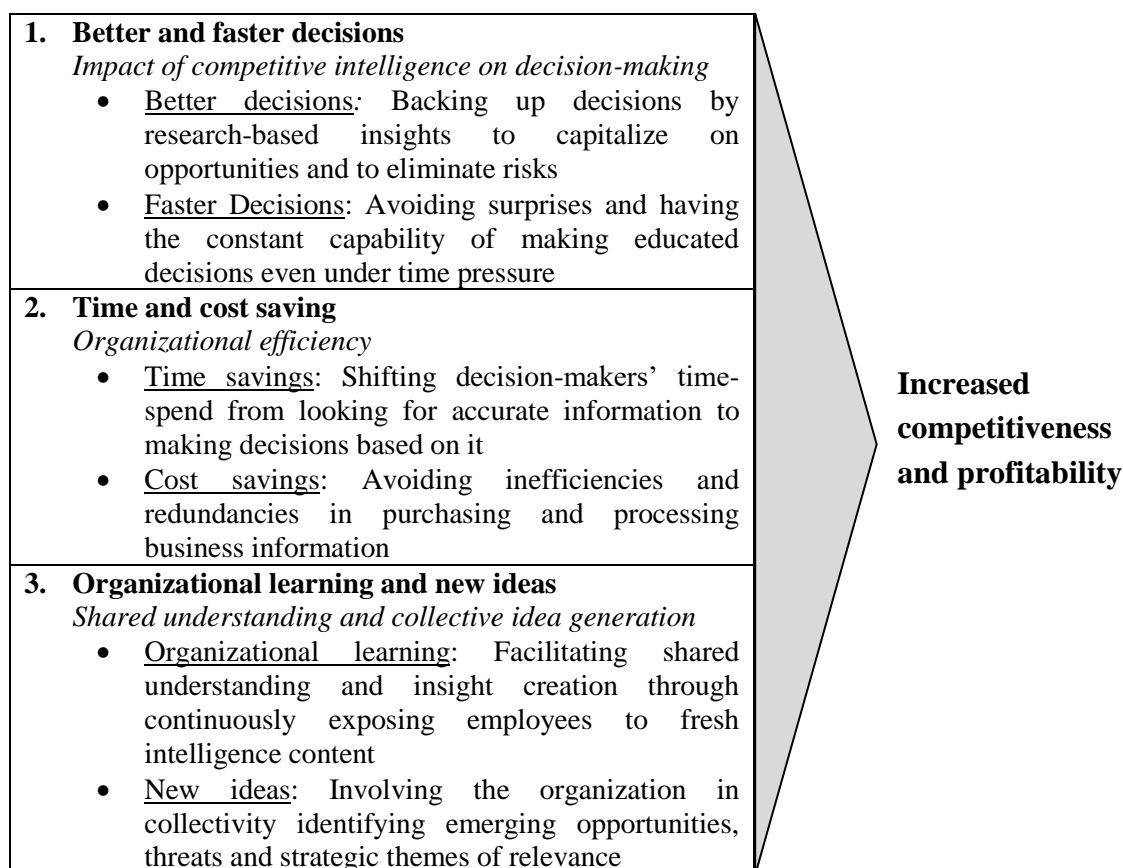 1. Better and faster decisions
Impact of competitive intelligence on decision-making
• Better decisions: Backing up decisions by
research-based insights to capitalize on
opportunities and to eliminate risks
• Faster Decisions: Avoiding surprises and having
the constant capability of making educated
decisions even under time pressure
2. Time and cost saving
Organizational efficiency
• Time savings: Shifting decision-makers’ time-
spend from looking for accurate information to
making decisions based on it
• Cost savings: Avoiding inefficiencies and
redundancies in purchasing and processing
business information
3. Organizational learning and new ideas
Shared understanding and collective idea generation
• Organizational learning: Facilitating shared
understanding and insight creation through
continuously exposing employees to fresh
intelligence content
• New ideas: Involving the organization in
collectivity identifying emerging opportunities,
threats and strategic themes of relevance
Increased
competitiveness
and profitability